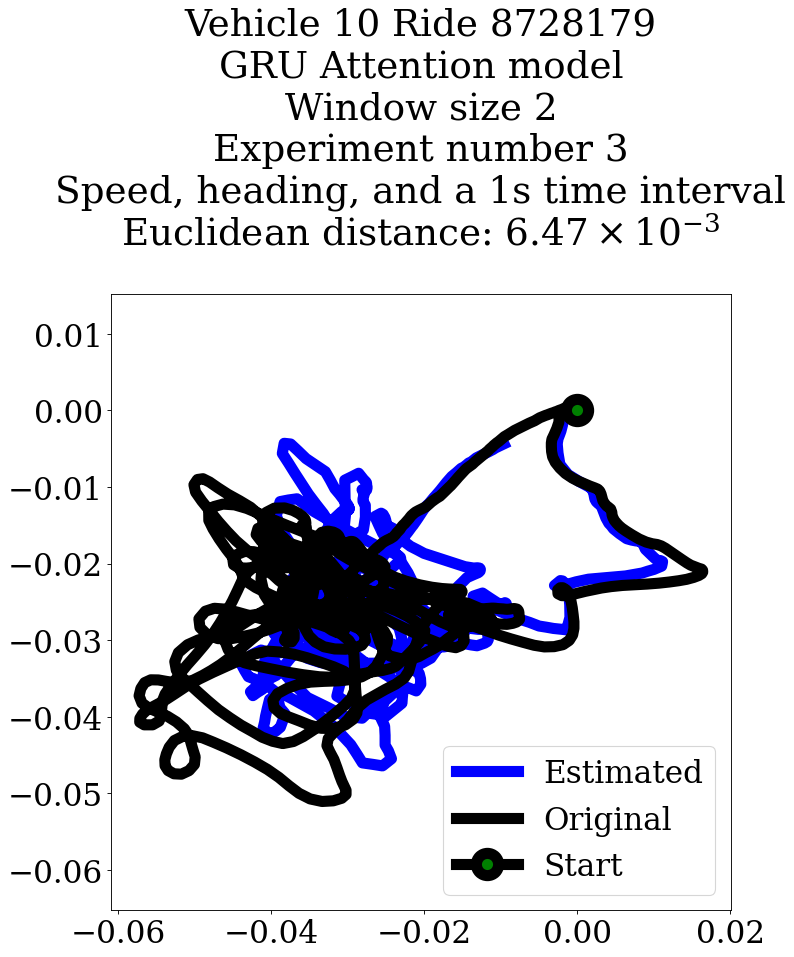 Vehicle 10 Ride 8728179
GRU Attention model
Window size 2
Experiment number 3
Speed, heading, and a 1s time interval
Euclidean distance: 6.47 × 10⁻³
0.01
0.00
−0.01
−0.02
−0.03
−0.04
−0.05
−0.06
Estimated
Original
Start
−0.06 −0.04 −0.02 0.00 0.02